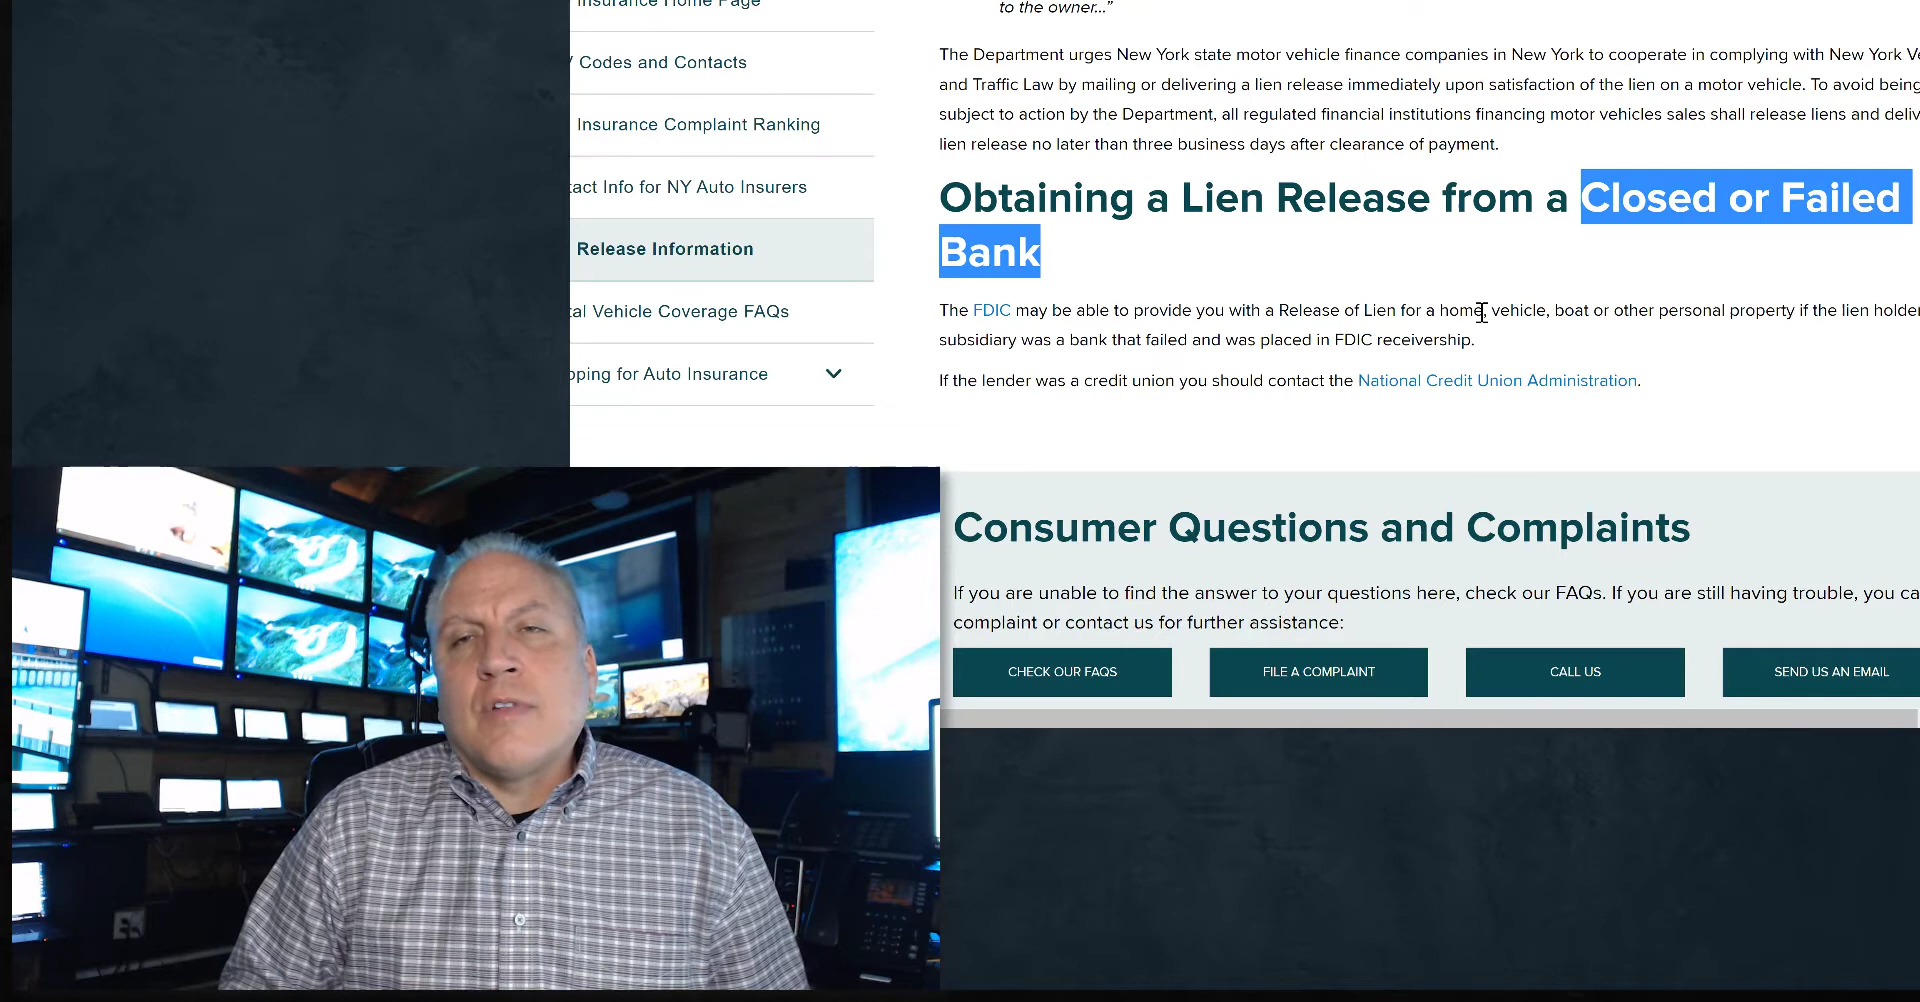 Insurance Home Page
Codes and Contacts
Insurance Complaint Ranking
tact Info for NY Auto Insurers
Release Information
tal Vehicle Coverage FAQs
pping for Auto Insurance
to the owner…”
The Department urges New York state motor vehicle finance companies in New York to cooperate in complying with New York Ve
and Traffic Law by mailing or delivering a lien release immediately upon satisfaction of the lien on a motor vehicle. To avoid being
subject to action by the Department, all regulated financial institutions financing motor vehicles sales shall release liens and deliv
lien release no later than three business days after clearance of payment.
Obtaining a Lien Release from a Closed or Failed
Bank
The FDIC may be able to provide you with a Release of Lien for a home, vehicle, boat or other personal property if the lien holder
subsidiary was a bank that failed and was placed in FDIC receivership.
If the lender was a credit union you should contact the National Credit Union Administration.
Consumer Questions and Complaints
If you are unable to find the answer to your questions here, check our FAQs. If you are still having trouble, you ca
complaint or contact us for further assistance:
CHECK OUR FAQS
FILE A COMPLAINT
CALL US
SEND US AN EMAIL